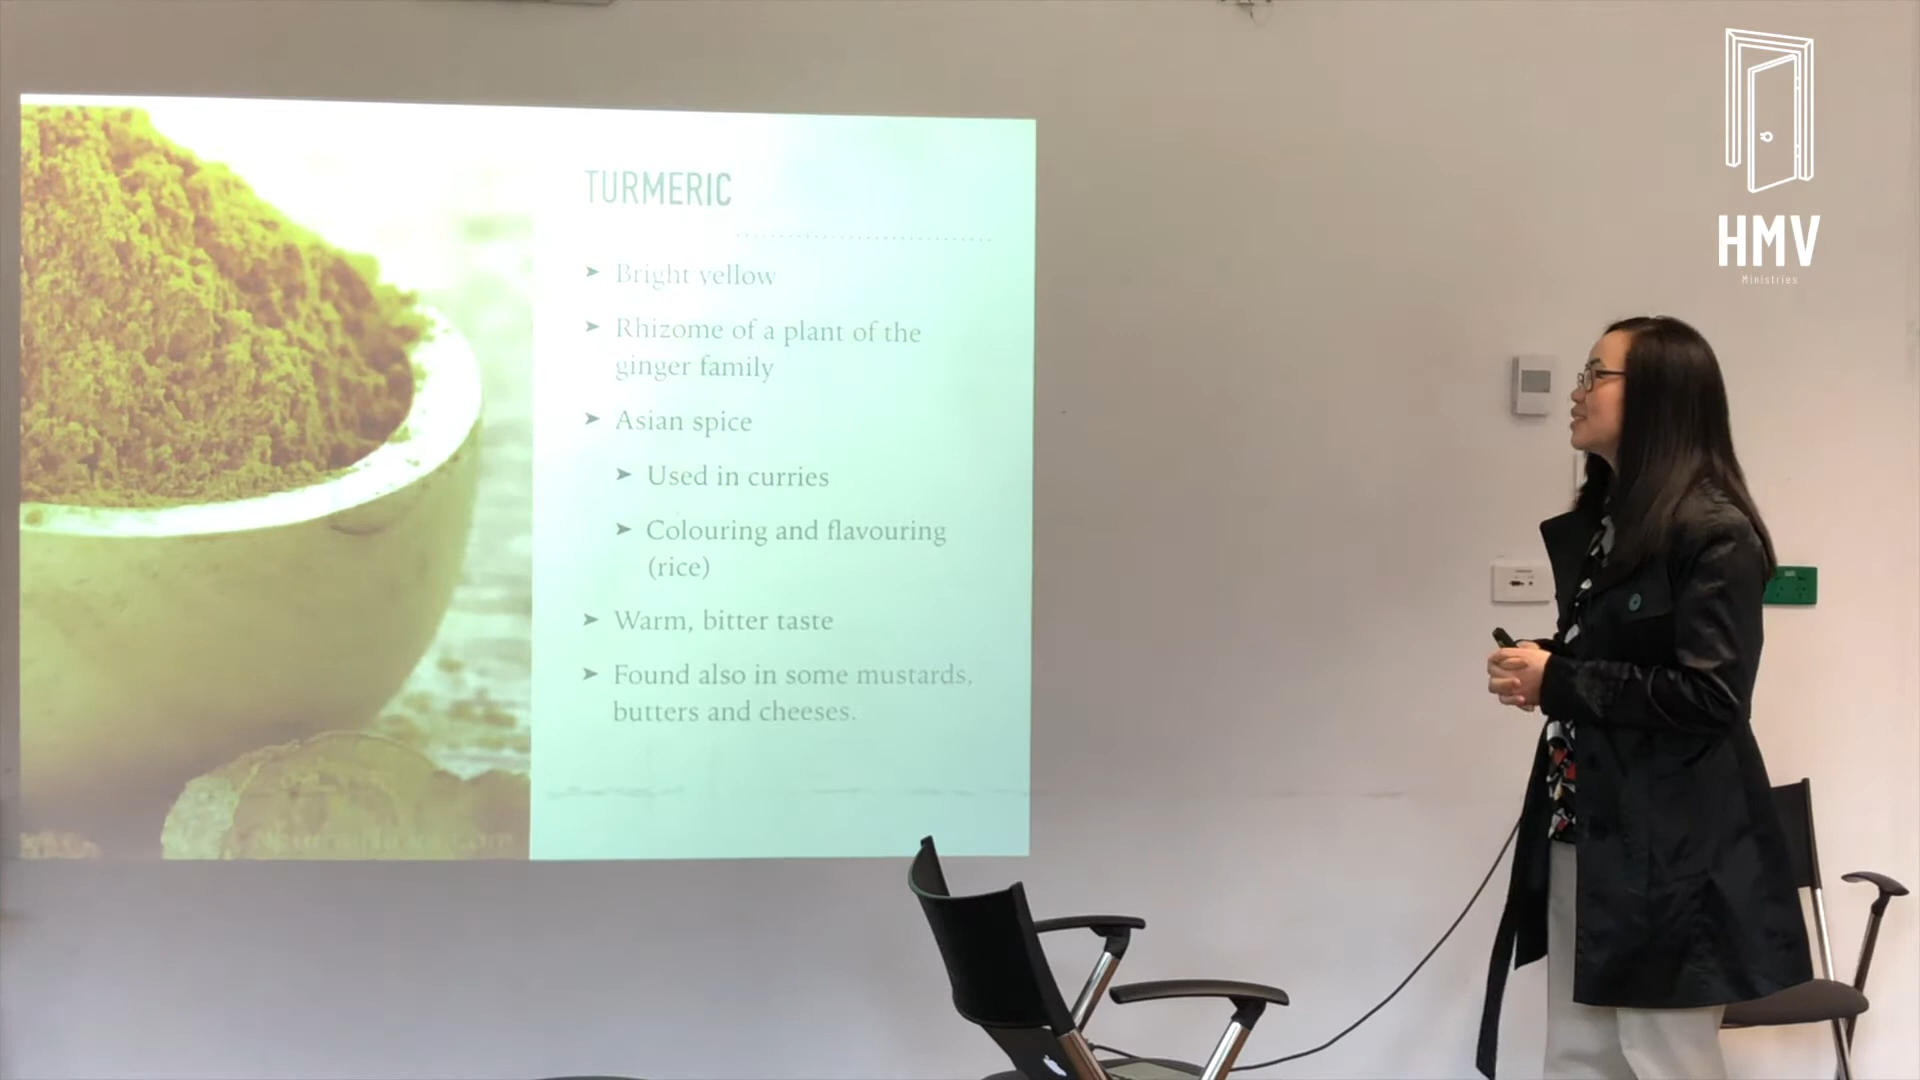 TURMERIC
➤ Bright yellow
➤ Rhizome of a plant of the
ginger family
➤ Asian spice
➤ Used in curries
➤ Colouring and flavouring
(rice)
➤ Warm, bitter taste
➤ Found also in some mustards,
butters and cheeses.
HMV
Ministries